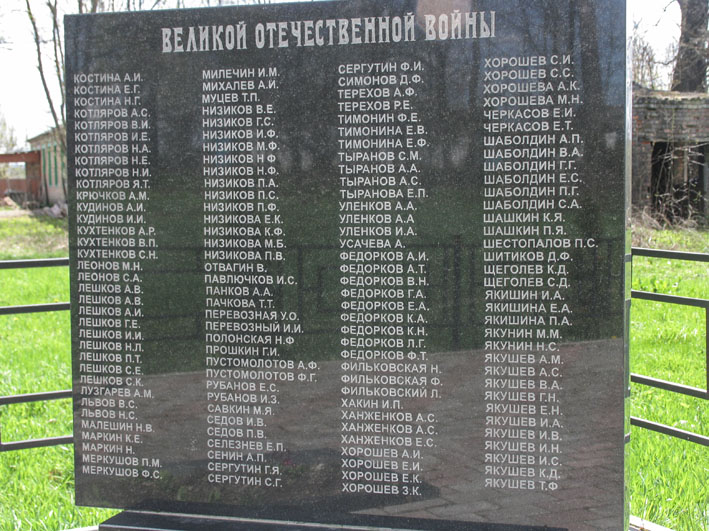 ВЕЛИКОЙ ОТЕЧЕСТВЕННОЙ ВОЙНЫ
КОСТИНА А.И.
КОСТИНА Е.Г.
КОСТИНА Н.Г.
КОТЛЯРОВ А.С.
КОТЛЯРОВ В.И.
КОТЛЯРОВ И.Е.
КОТЛЯРОВ Н.А.
КОТЛЯРОВ Н.Е.
КОТЛЯРОВ Н.И.
КОТЛЯРОВ Я.Т.
КРЮЧКОВ А.М.
КУДИНОВ А.И.
КУДИНОВ И.И.
КУХТЕНКОВ А.Р.
КУХТЕНКОВ В.П.
КУХТЕНКОВ С.Н.
ЛЕОНОВ М.Н.
ЛЕОНОВ С.А.
ЛЕШКОВ А.В.
ЛЕШКОВ А.В.
ЛЕШКОВ А.И.
ЛЕШКОВ Г.Е.
ЛЕШКОВ И.И.
ЛЕШКОВ Н.Л.
ЛЕШКОВ П.Т.
ЛЕШКОВ С.Е.
ЛЕШКОВ С.К.
ЛУЗГАРЕВ А.М.
ЛЬВОВ В.С.
ЛЬВОВ Н.С.
МАЛЕШИН Н.В.
МАРКИН К.Е.
МАРКИН Н.
МЕРКУШОВ П.М.
МЕРКУШОВ Ф.С.
МИЛЕЧИН И.М.
МИХАЛЕВ А.И.
МУЦЕВ Т.П.
НИЗИКОВ В.Е.
НИЗИКОВ Г.С.
НИЗИКОВ И.Ф.
НИЗИКОВ М.Ф.
НИЗИКОВ Н Ф
НИЗИКОВ Н.Ф.
НИЗИКОВ П.А.
НИЗИКОВ П.С.
НИЗИКОВ П.Ф.
НИЗИКОВА Е.К.
НИЗИКОВА К.Ф.
НИЗИКОВА М.Б.
НИЗИКОВА П.В.
ОТВАГИН В.
ПАВЛЮЧКОВ И.С.
ПАНКОВ А.А.
ПАЧКОВА Т.Т.
ПЕРЕВОЗНАЯ У.О.
ПЕРЕВОЗНЫЙ И.И.
ПОЛОНСКАЯ Н.Ф
ПРОШКИН Г.И.
ПУСТОМОЛОТОВ А.Ф.
ПУСТОМОЛОТОВ Ф.Г.
РУБАНОВ Е.С.
РУБАНОВ И.З.
САВКИН М.Я.
СЕДОВ И.В.
СЕДОВ П.В.
СЕЛЕЗНЕВ Е.П.
СЕНИН А.П.
СЕРГУТИН Г.Я.
СЕРГУТИН С.Г.
СЕРГУТИН Ф.И.
СИМОНОВ Д.Ф.
ТЕРЕХОВ А.Ф.
ТЕРЕХОВ Р.Е.
ТИМОНИН Ф.Е.
ТИМОНИНА Е.В.
ТИМОНИНА Е.Ф.
ТЫРАНОВ С.М.
ТЫРАНОВ А.А.
ТЫРАНОВ А.С.
ТЫРАНОВА Е.П.
УЛЕНКОВ А.А.
УЛЕНКОВ А.А
УЛЕНКОВ И.А.
УСАЧЕВА А.
ФЕДОРКОВ А.И.
ФЕДОРКОВ А.Т.
ФЕДОРКОВ В.Н.
ФЕДОРКОВ Г.А.
ФЕДОРКОВ Е.А.
ФЕДОРКОВ К.А.
ФЕДОРКОВ К.Н.
ФЕДОРКОВ Л.Г.
ФЕДОРКОВ Ф.Т.
ФИЛЬКОВСКАЯ Н.
ФИЛЬКОВСКАЯ Ф.
ФИЛЬКОВСКИЙ Л.
ХАКИН И.П.
ХАНЖЕНКОВ А.С.
ХАНЖЕНКОВ А.С.
ХАНЖЕНКОВ Е.С.
ХОРОШЕВ А.И.
ХОРОШЕВ Е.И.
ХОРОШЕВ Е.К.
ХОРОШЕВ З.К.
ХОРОШЕВ С.И.
ХОРОШЕВ С.С.
ХОРОШЕВА А.К.
ХОРОШЕВА М.Н.
ЧЕРКАСОВ Е.И.
ЧЕРКАСОВ Е.Т.
ШАБОЛДИН А.П.
ШАБОЛДИН В.А.
ШАБОЛДИН Г.Г.
ШАБОЛДИН Е.С.
ШАБОЛДИН П.Г.
ШАБОЛДИН С.А.
ШАШКИН К.Я.
ШАШКИН П.Я.
ШЕСТОПАЛОВ П.С.
ШИТИКОВ Д.Ф.
ЩЕГОЛЕВ К.Д.
ЩЕГОЛЕВ С.Д.
ЯКИШИН И.А.
ЯКИШИНА Е.А.
ЯКИШИНА П.А.
ЯКУНИН М.М.
ЯКУНИН Н.С.
ЯКУШЕВ А.М.
ЯКУШЕВ А.С.
ЯКУШЕВ В.А.
ЯКУШЕВ Г.Н.
ЯКУШЕВ Е.Н.
ЯКУШЕВ И.А.
ЯКУШЕВ И.В.
ЯКУШЕВ И.Н.
ЯКУШЕВ И.С.
ЯКУШЕВ К.Д.
ЯКУШЕВ Т.Ф